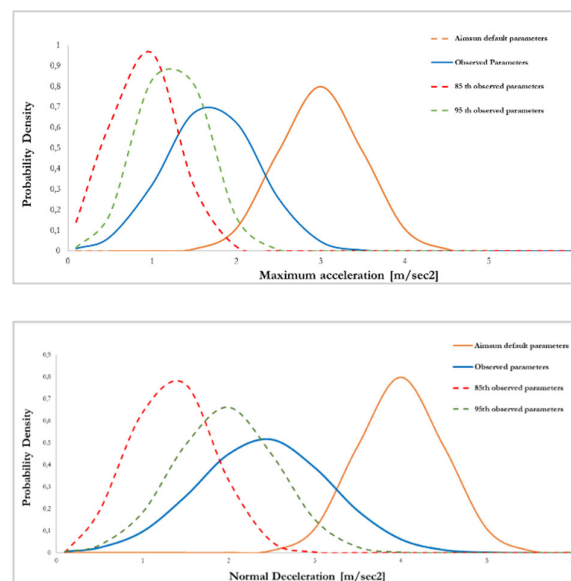 1
0,9
0,8
0,7
0,6
0,5
0,4
0,3
0,2
0,1
0
Probability Density
0 1 2 3 4 5
Maximum acceleration [m/sec2]
Aimsun default parameters
Observed Parameters
85 th observed parameters
95 th observed parameters
0,9
0,8
0,7
0,6
0,5
0,4
0,3
0,2
0,1
0
Probability Density
0 1 2 3 4 5
Normal Deceleration [m/sec2]
Aimsun default parameters
Observed parameters
85th observed parameters
95th observed parameters